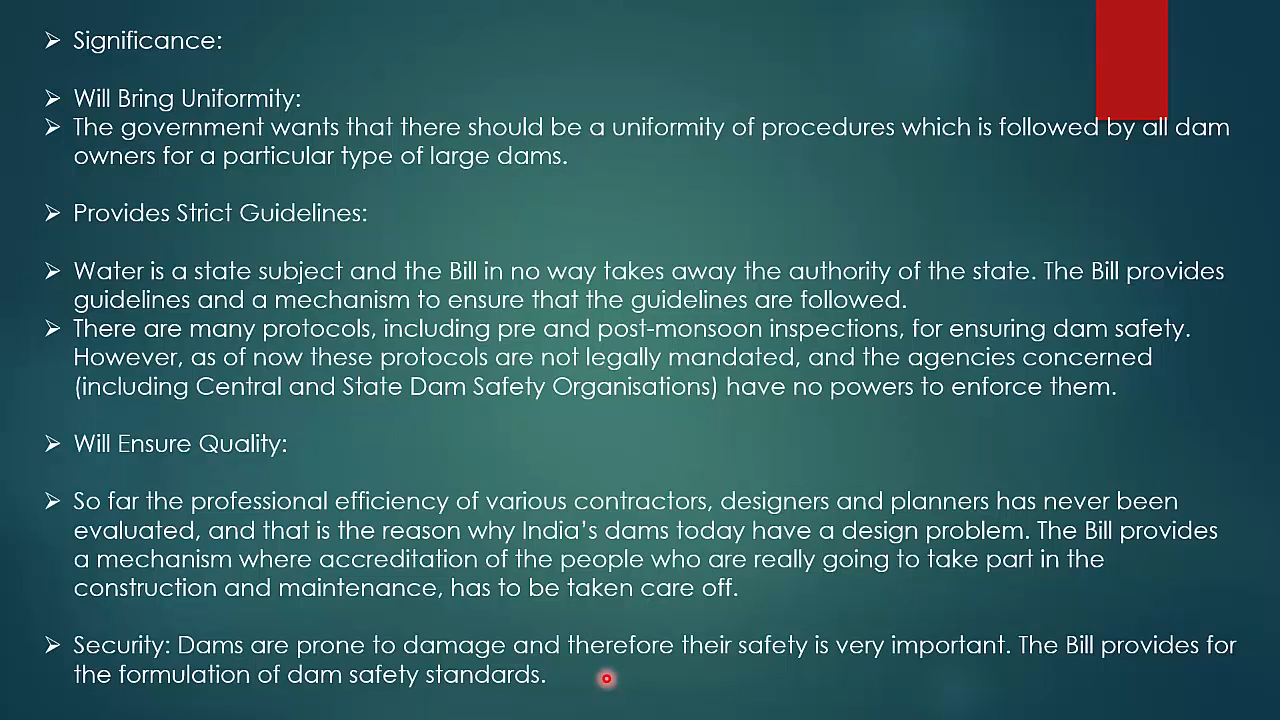 Significance:
Will Bring Uniformity:
The government wants that there should be a uniformity of procedures which is followed by all dam
owners for a particular type of large dams.
Provides Strict Guidelines:
Water is a state subject and the Bill in no way takes away the authority of the state. The Bill provides
guidelines and a mechanism to ensure that the guidelines are followed.
There are many protocols, including pre and post-monsoon inspections, for ensuring dam safety.
However, as of now these protocols are not legally mandated, and the agencies concerned
(including Central and State Dam Safety Organisations) have no powers to enforce them.
Will Ensure Quality:
So far the professional efficiency of various contractors, designers and planners has never been
evaluated, and that is the reason why India's dams today have a design problem. The Bill provides
a mechanism where accreditation of the people who are really going to take part in the
construction and maintenance, has to be taken care off.
Security: Dams are prone to damage and therefore their safety is very important. The Bill provides for
the formulation of dam safety standards.